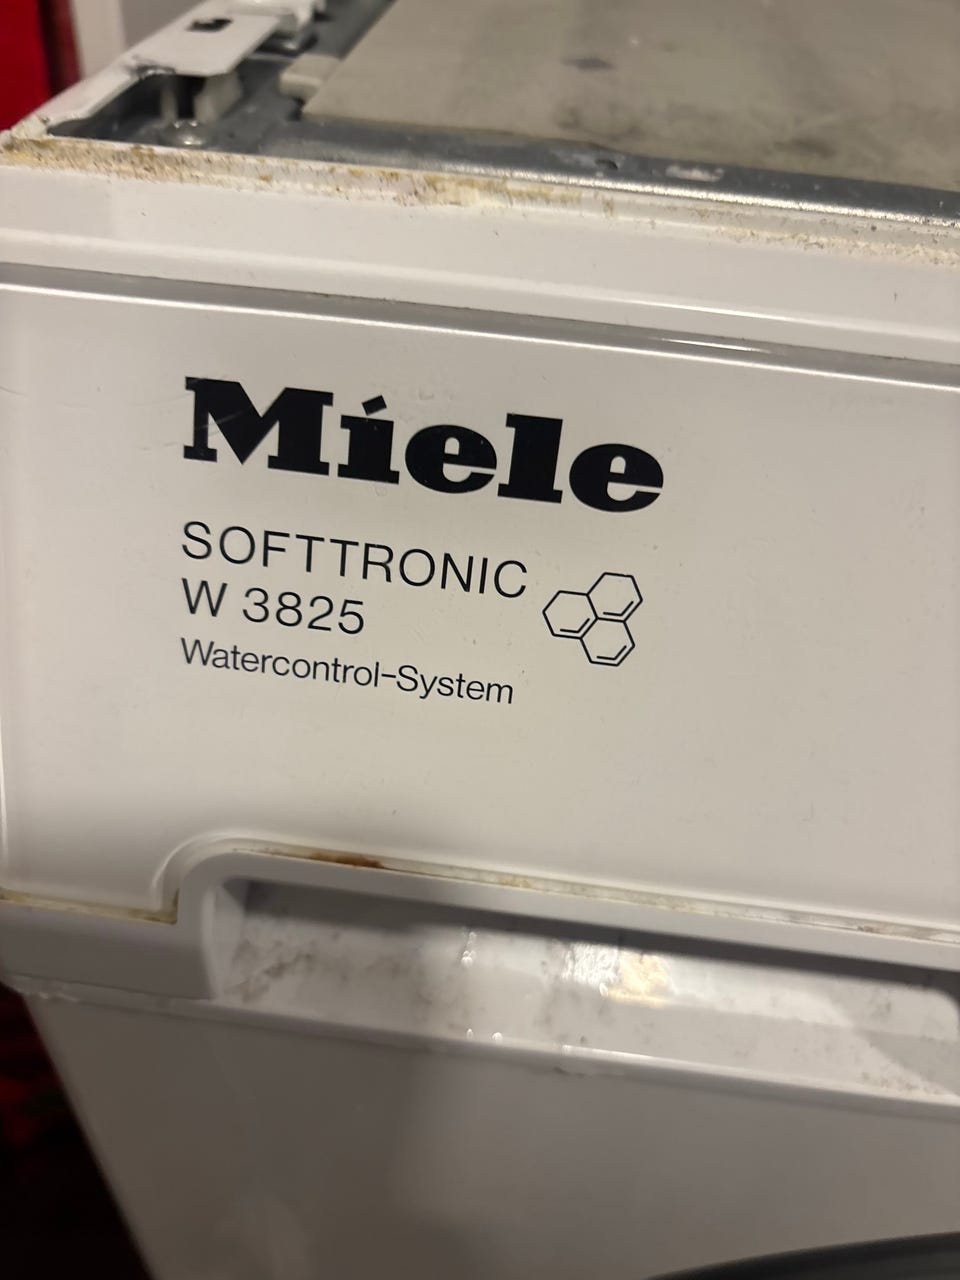 Miele
SOFTTRONIC
W 3825
Watercontrol-System